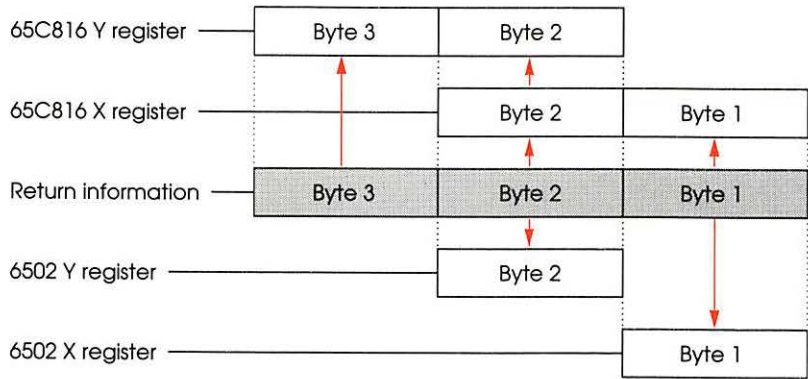 65C816 Y register Byte 3 Byte 2
65C816 X register Byte 2 Byte 1
Return information Byte 3 Byte 2 Byte 1
6502 Y register Byte 2
6502 X register Byte 1